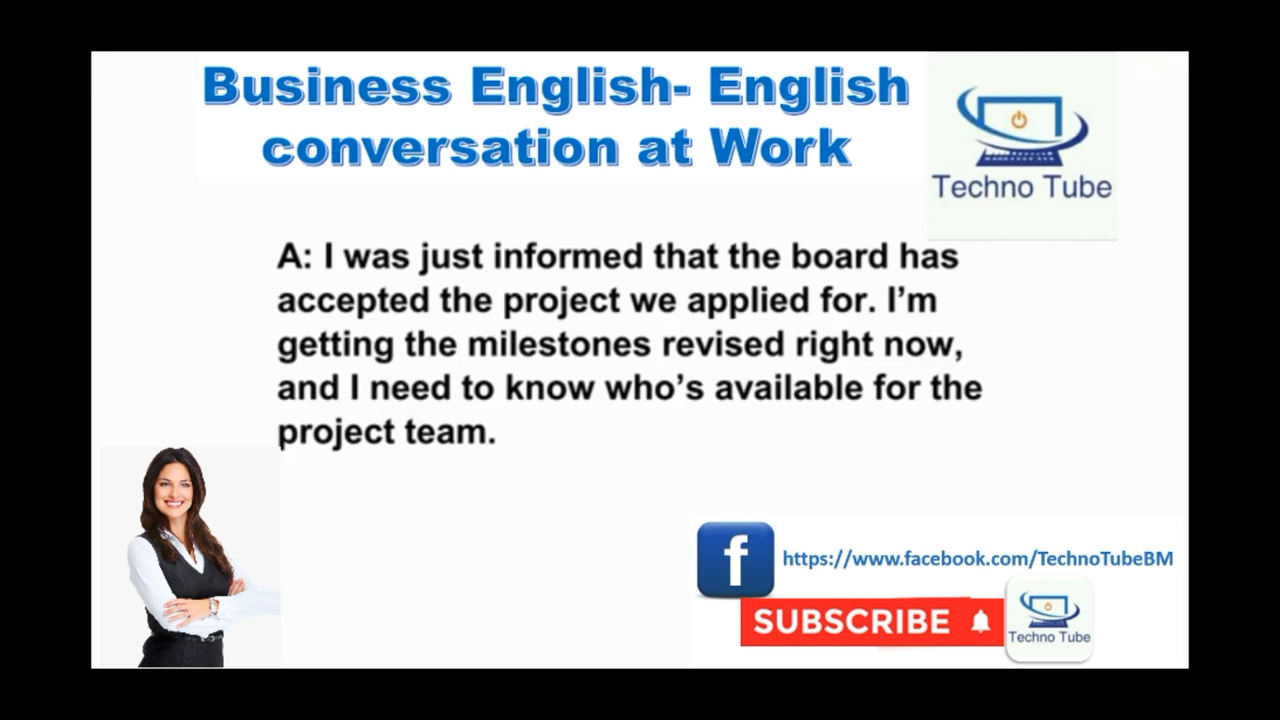 Business English- English
conversation at Work
Techno Tube
A: I was just informed that the board has
accepted the project we applied for. I’m
getting the milestones revised right now,
and I need to know who’s available for the
project team.
f
https://www.facebook.com/TechnoTubeBM
SUBSCRIBE
Techno Tube